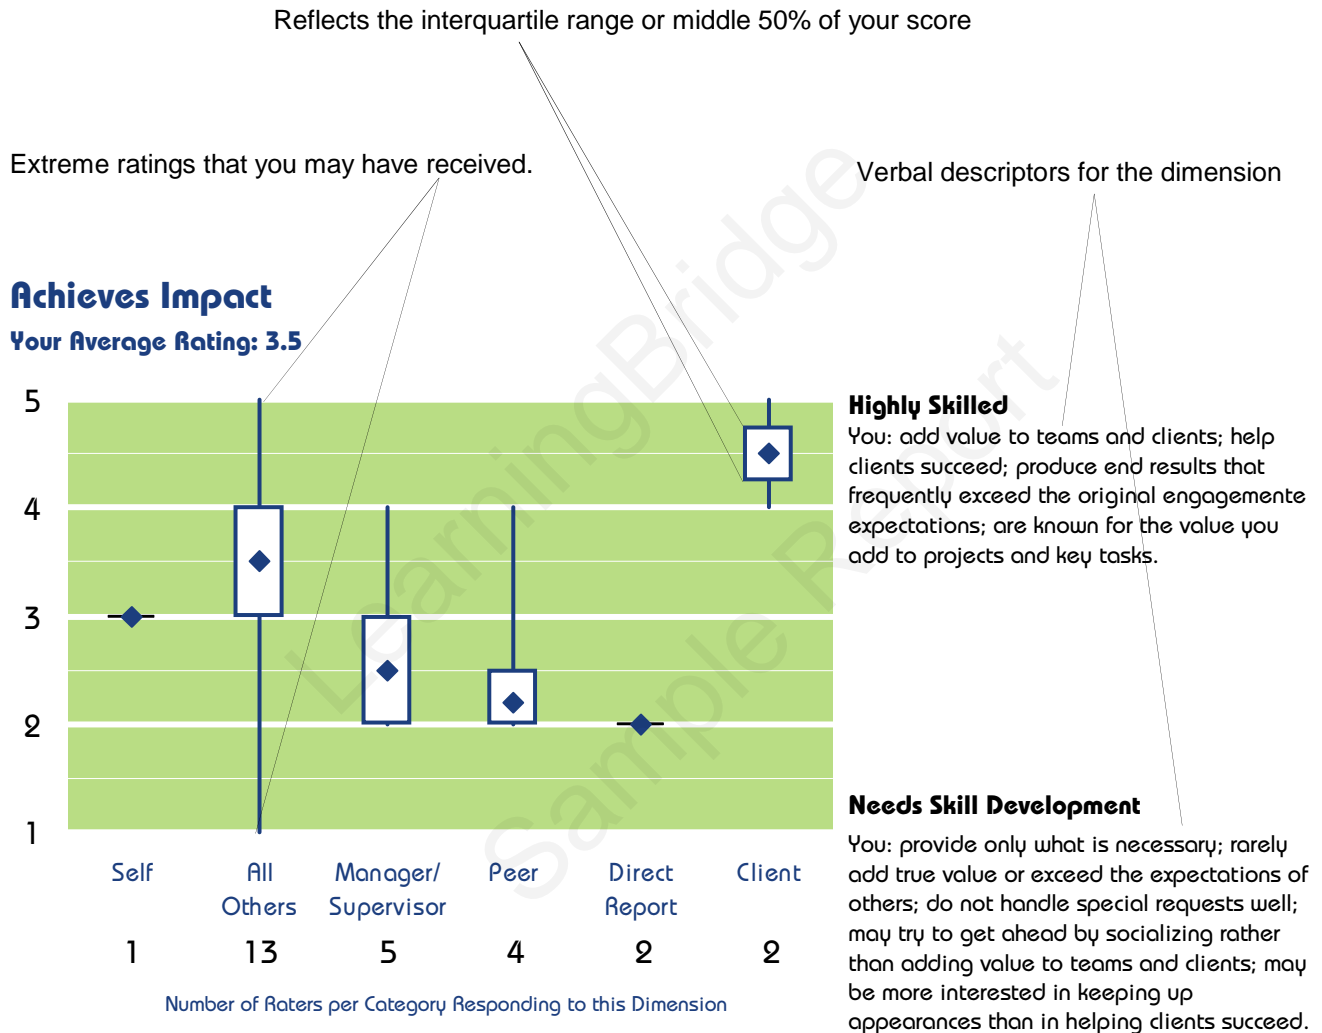 Reflects the interquartile range or middle 50% of your score
Extreme ratings that you may have received.
Verbal descriptors for the dimension
Achieves Impact
Your Average Rating: 3.5
5
4
3
2
1
Highly Skilled
You: add value to teams and clients; help
clients succeed; produce end results that
frequently exceed the original engagemente
expectations; are known for the value you
add to projects and key tasks.
Needs Skill Development
You: provide only what is necessary; rarely
add true value or exceed the expectations of
others; do not handle special requests well;
may try to get ahead by socializing rather
than adding value to teams and clients; may
be more interested in keeping up
appearances than in helping clients succeed.
Self
All Others
Manager/ Supervisor
Peer
Direct Report
Client
1 13 5 4 2 2
Number of Raters per Category Responding to this Dimension
LearningBridge
Sample Report